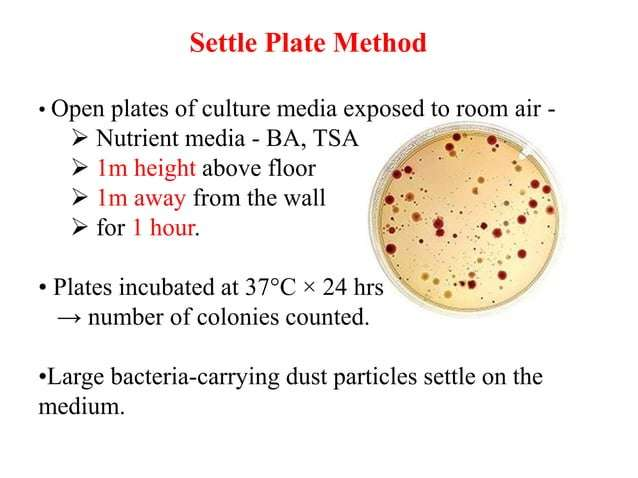 Settle Plate Method
• Open plates of culture media exposed to room air -
➢ Nutrient media - BA, TSA
➢ 1m height above floor
➢ 1m away from the wall
➢ for 1 hour.
• Plates incubated at 37°C × 24 hrs
→ number of colonies counted.
•Large bacteria-carrying dust particles settle on the
medium.